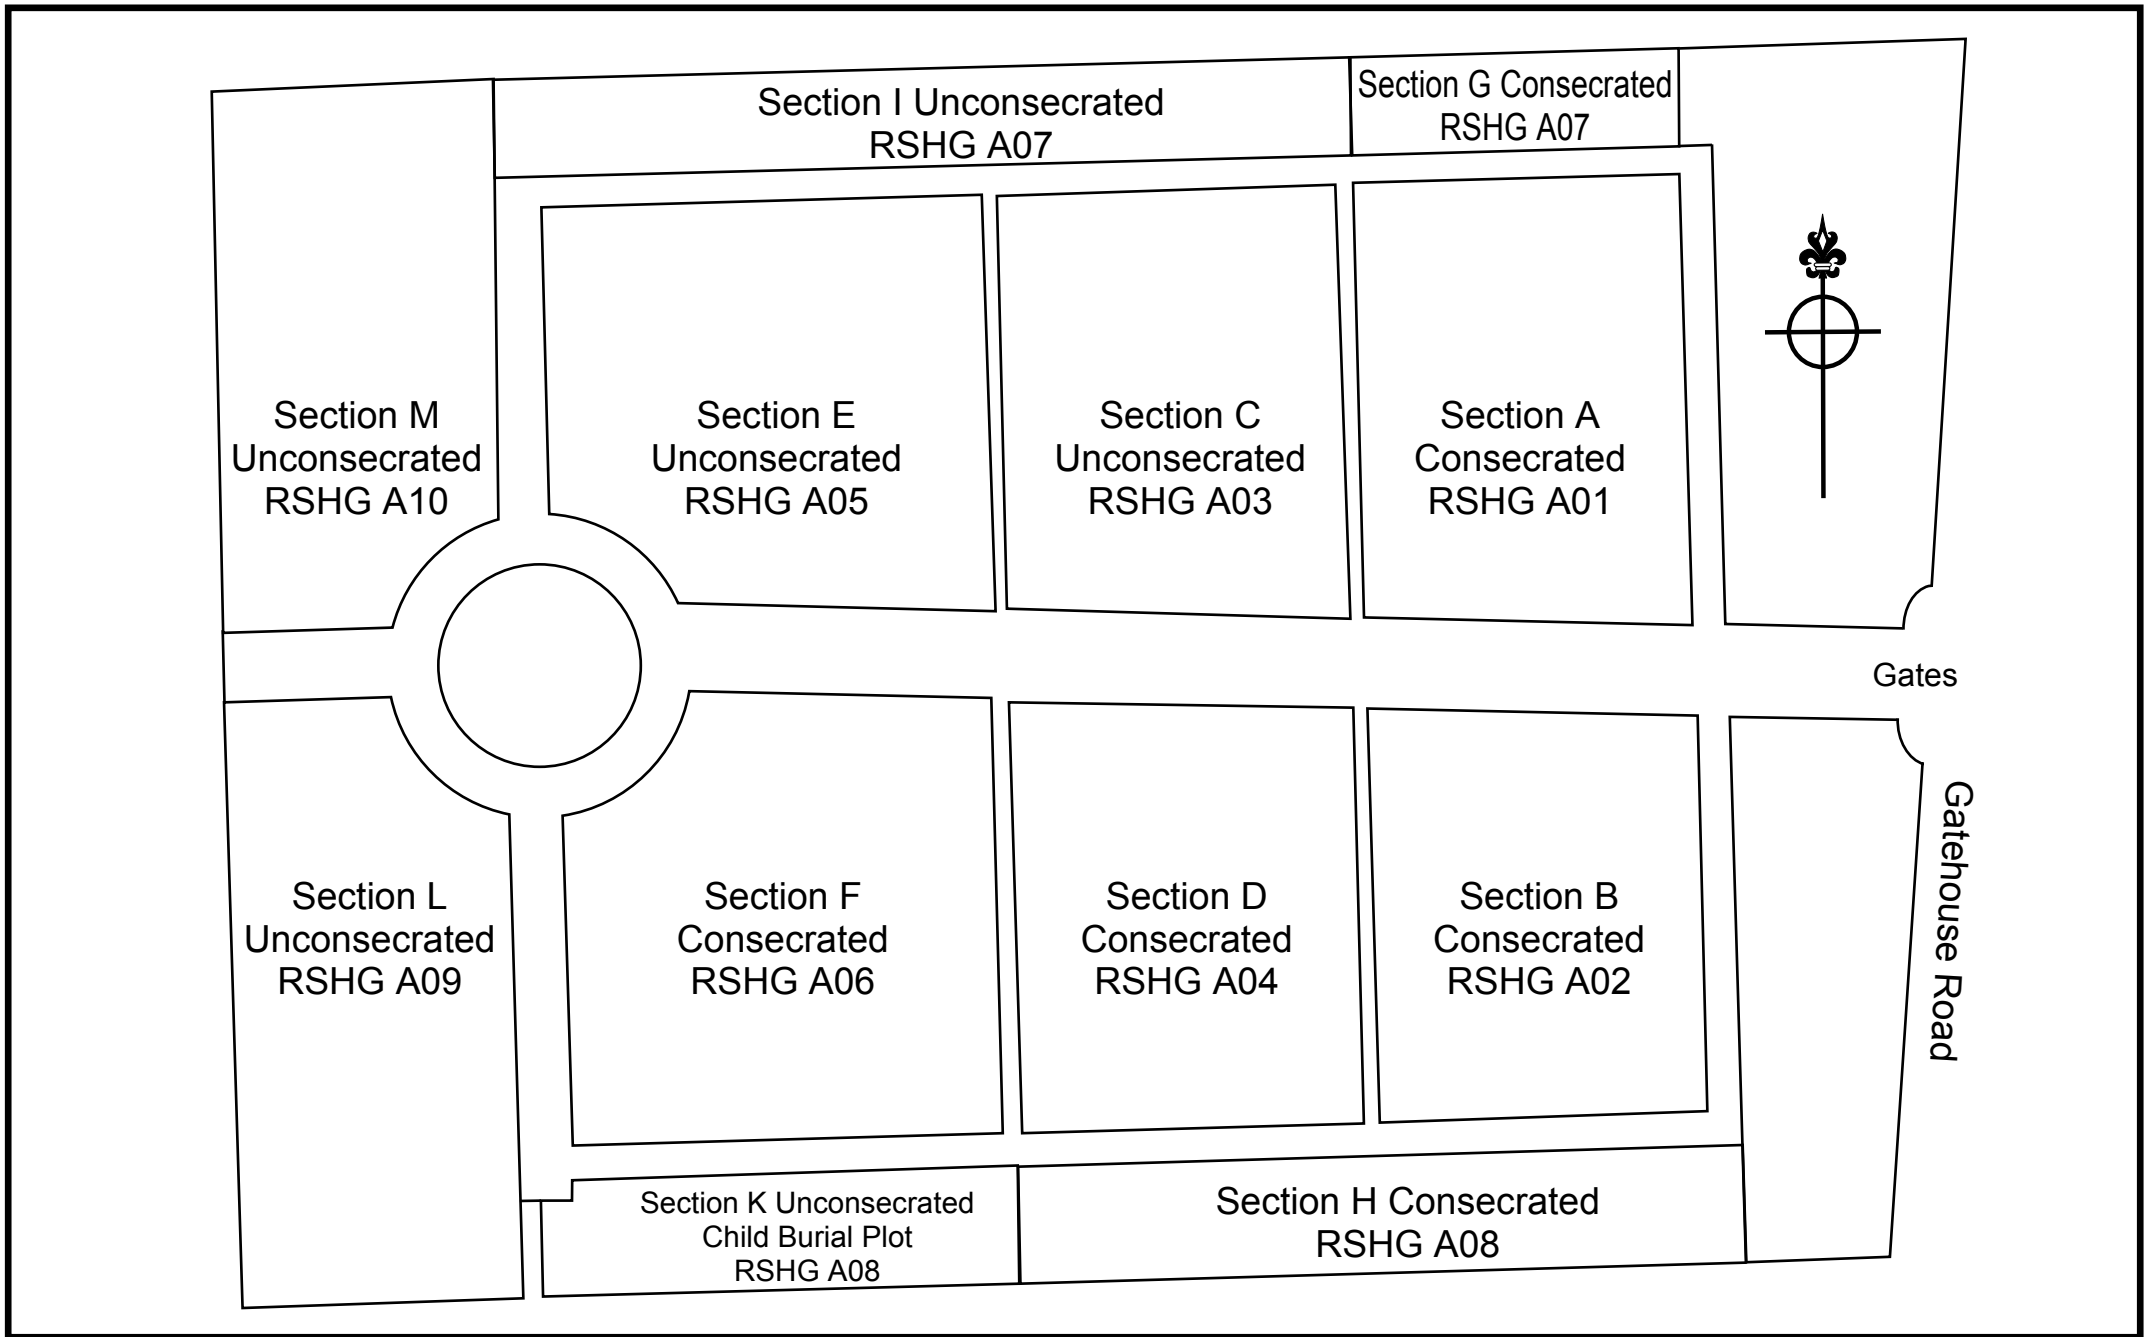 Section I Unconsecrated
RSHG A07
Section G Consecrated
RSHG A07
Section M
Unconsecrated
RSHG A10
Section E
Unconsecrated
RSHG A05
Section C
Unconsecrated
RSHG A03
Section A
Consecrated
RSHG A01
Gates
Gatehouse Road
Section L
Unconsecrated
RSHG A09
Section F
Consecrated
RSHG A06
Section D
Consecrated
RSHG A04
Section B
Consecrated
RSHG A02
Section K Unconsecrated
Child Burial Plot
RSHG A08
Section H Consecrated
RSHG A08